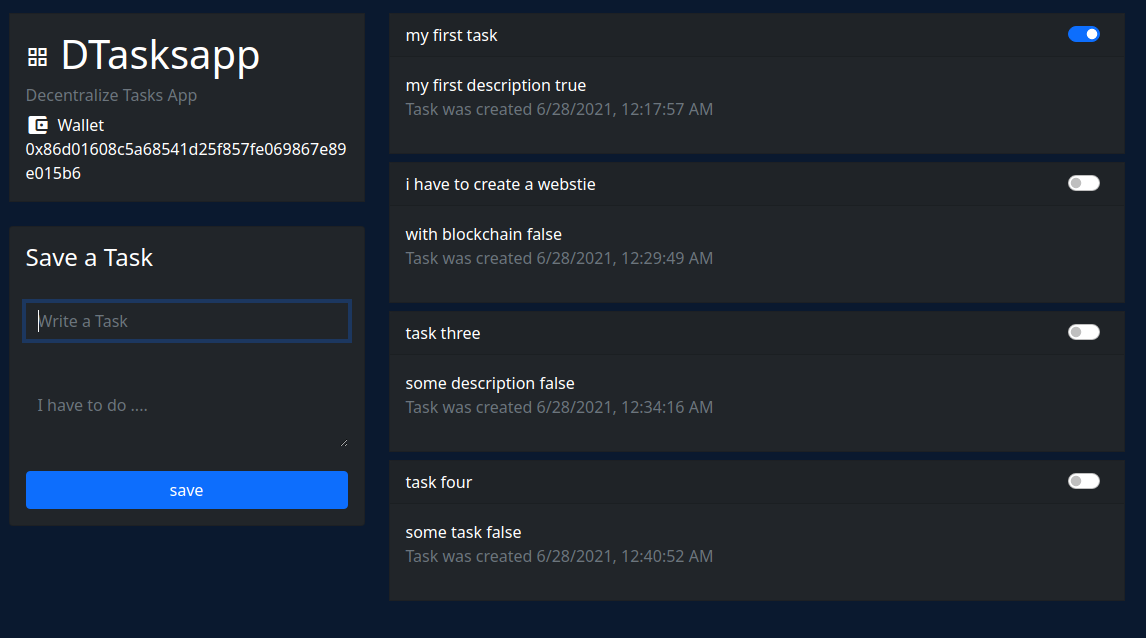 DTasksapp
Decentralize Tasks App
Wallet
0x86d01608c5a68541d25f857fe069867e89
e015b6
Save a Task
Write a Task
I have to do ....
save
my first task
my first description true
Task was created 6/28/2021, 12:17:57 AM
i have to create a webstie
with blockchain false
Task was created 6/28/2021, 12:29:49 AM
task three
some description false
Task was created 6/28/2021, 12:34:16 AM
task four
some task false
Task was created 6/28/2021, 12:40:52 AM